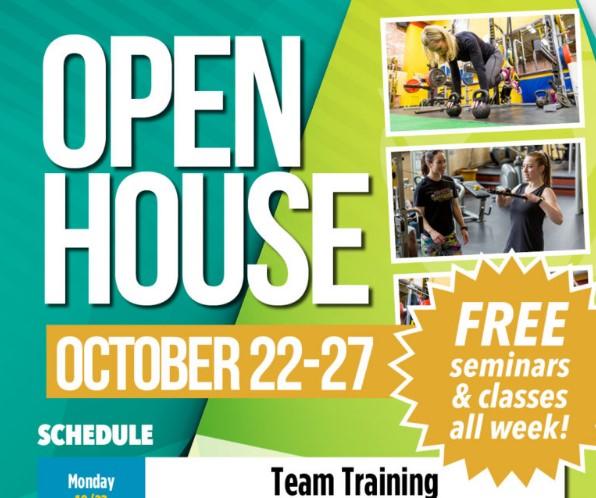 OPEN
HOUSE
OCTOBER 22-27
FREE
seminars
& classes
all week!
SCHEDULE
Monday
Team Training